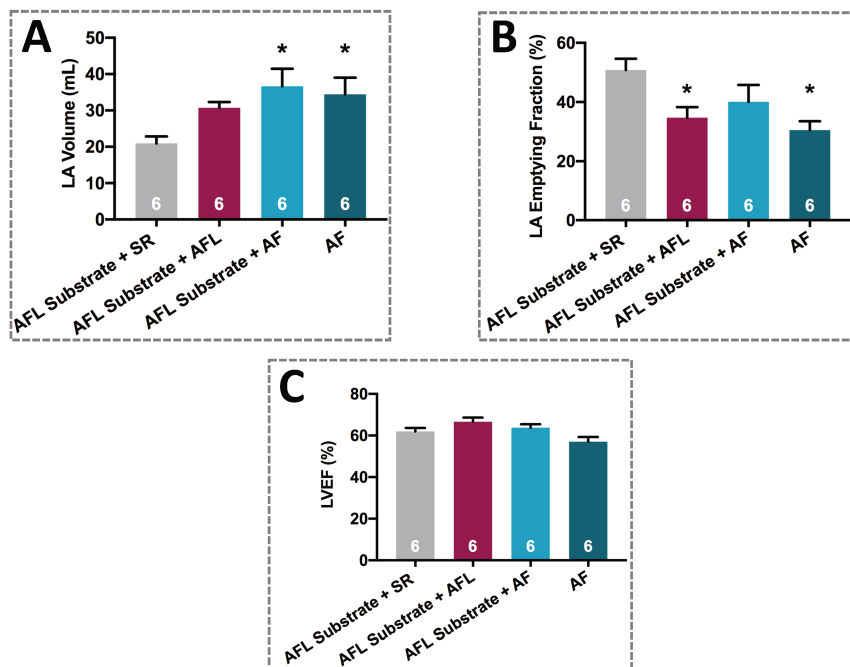 A
LA Volume (mL)
50
40
30
20
10
0
* *
6 6 6 6
AFL Substrate + SR
AFL Substrate + AFL
AFL Substrate + AF
AF
B
LA Emptying Fraction (%)
60
40
20
0
* *
6 6 6 6
AFL Substrate + SR
AFL Substrate + AFL
AFL Substrate + AF
AF
C
LVEF (%)
80
60
40
20
0
6 6 6 6
AFL Substrate + SR
AFL Substrate + AFL
AFL Substrate + AF
AF